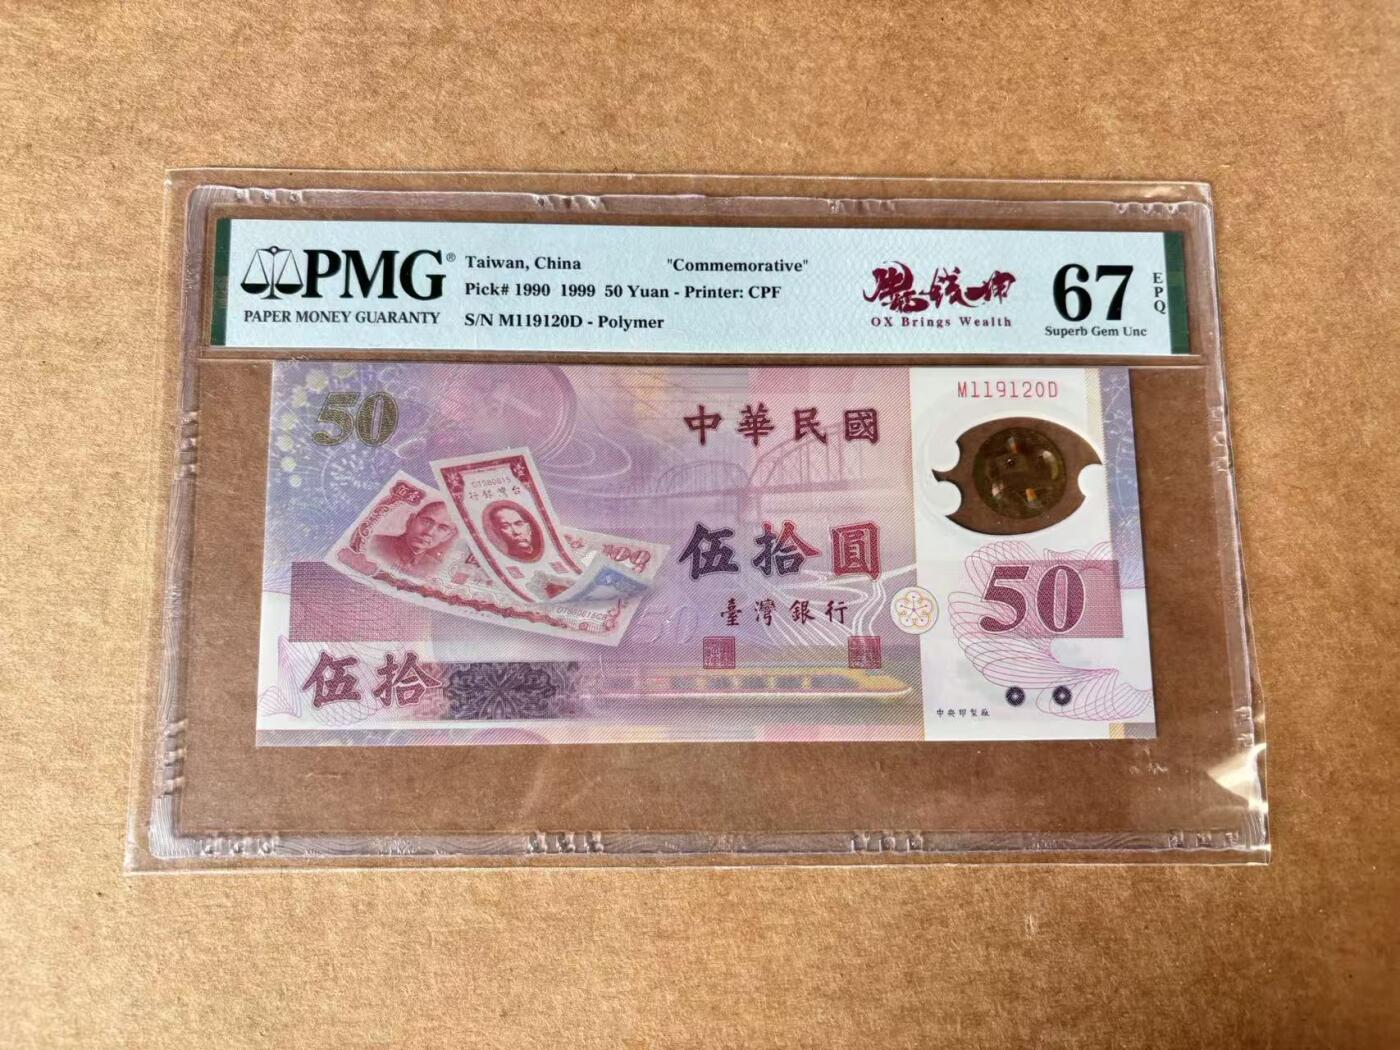 PMG®
PAPER MONEY GUARANTY
Taiwan, China "Commemorative"
Pick# 1990 1999 50 Yuan - Printer: CPF
S/N M119120D - Polymer
OX Brings Wealth
67
Superb Gem Unc
EPQ
M119120D
50
中華民國
伍拾圓
臺灣銀行
50
50
伍拾
中央印製廠